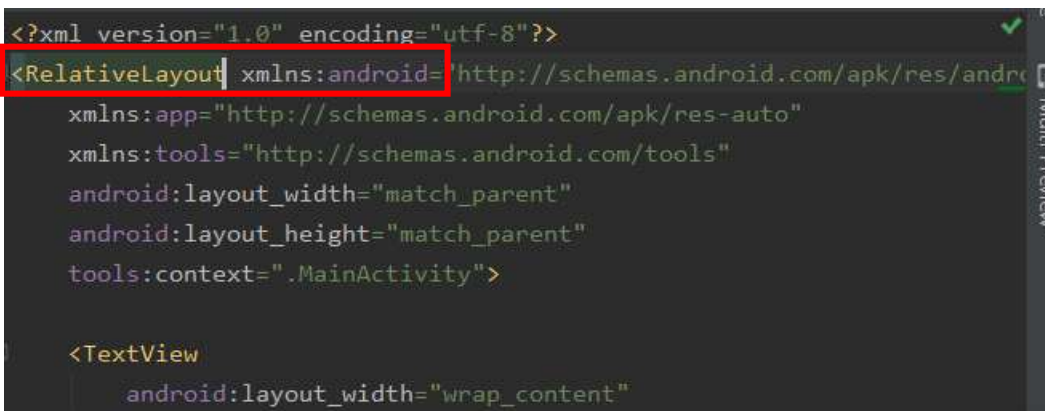 <?xml version="1.0" encoding="utf-8"?>
<RelativeLayout xmlns:android="http://schemas.android.com/apk/res/andro
xmlns:app="http://schemas.android.com/apk/res-auto"
xmlns:tools="http://schemas.android.com/tools"
android:layout_width="match_parent"
android:layout_height="match_parent"
tools:context=".MainActivity">
<TextView
android:layout_width="wrap_content"
Multi Preview